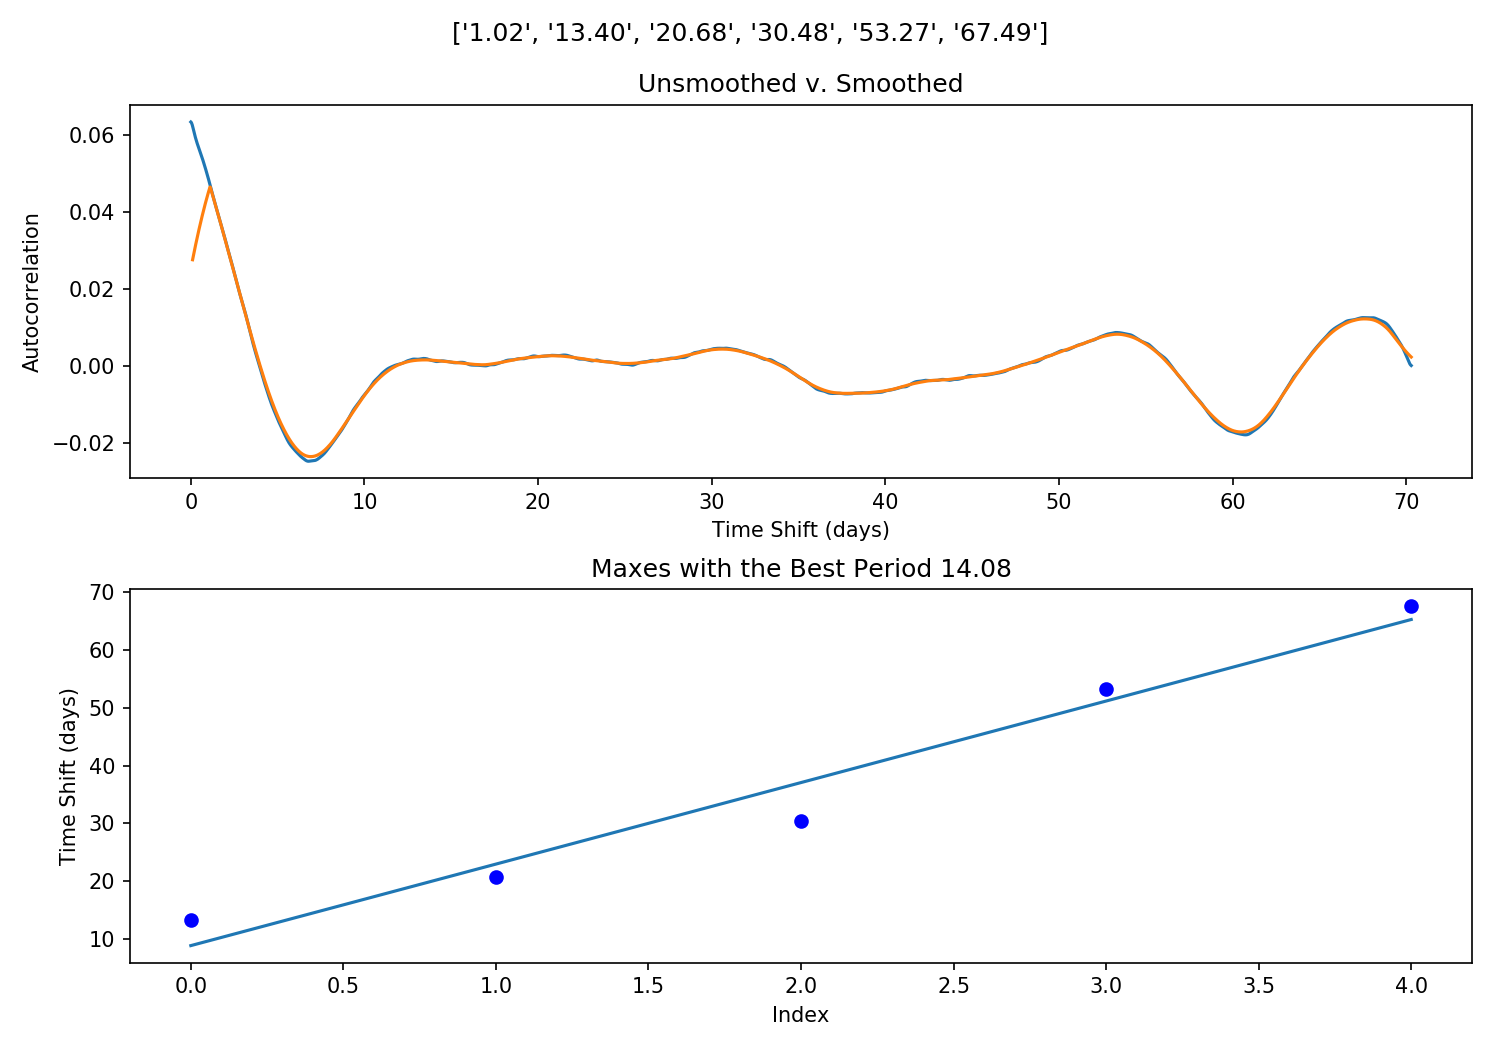 ['1.02', '13.40', '20.68', '30.48', '53.27', '67.49']
Unsmoothed v. Smoothed
Autocorrelation
0.06
0.04
0.02
0.00
−0.02
0 10 20 30 40 50 60 70
Time Shift (days)
Maxes with the Best Period 14.08
Time Shift (days)
70
60
50
40
30
20
10
0.0 0.5 1.0 1.5 2.0 2.5 3.0 3.5 4.0
Index